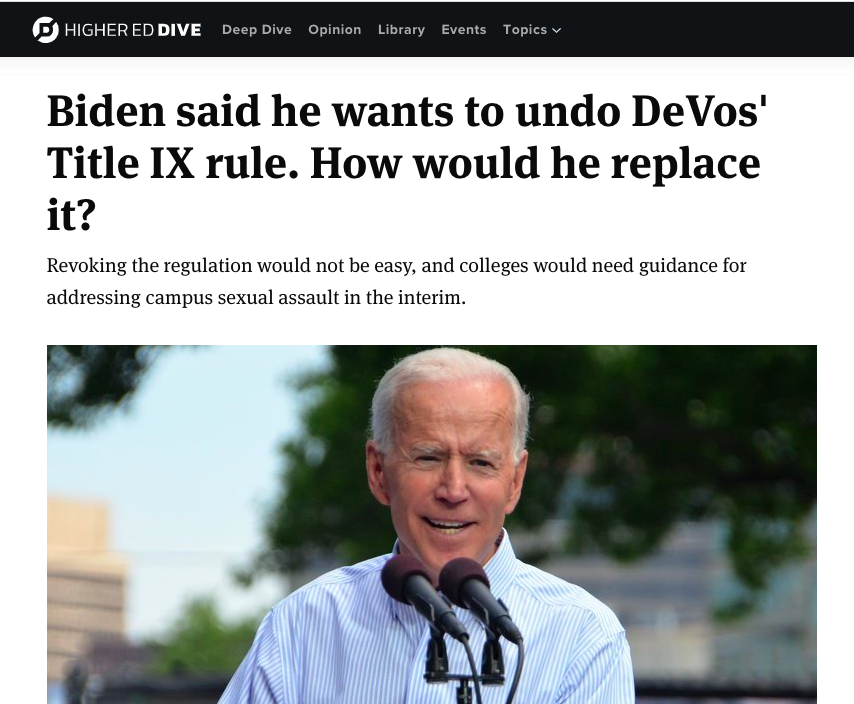 HIGHER ED DIVE Deep Dive Opinion Library Events Topics
Biden said he wants to undo DeVos'
Title IX rule. How would he replace
it?
Revoking the regulation would not be easy, and colleges would need guidance for
addressing campus sexual assault in the interim.